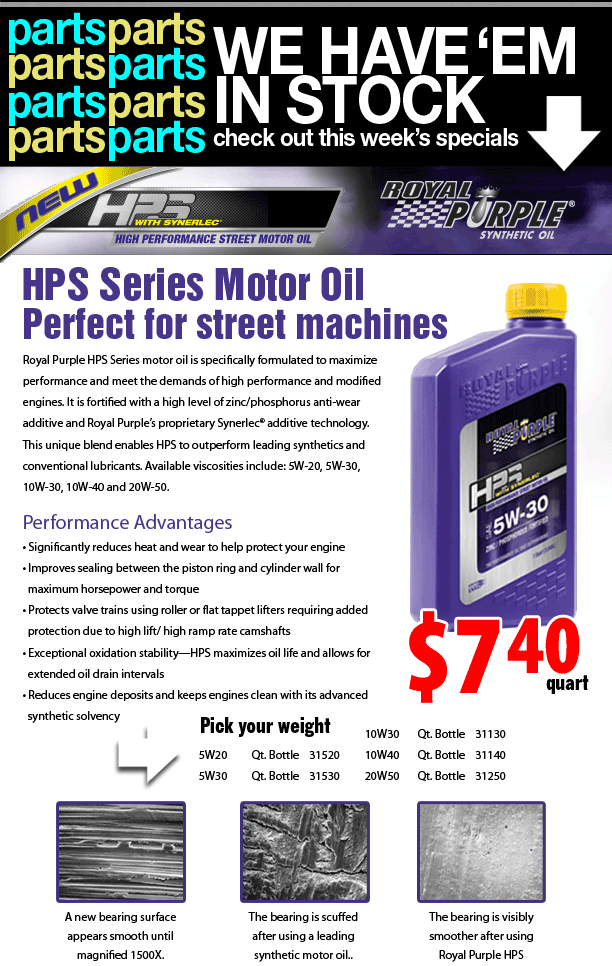 partsparts
partsparts
partsparts
partsparts
WE HAVE ‘EM
IN STOCK
check out this week’s specials
NEW
HPS
WITH SYNERLEC®
HIGH PERFORMANCE STREET MOTOR OIL
ROYAL
PURPLE®
SYNTHETIC OIL
HPS Series Motor Oil
Perfect for street machines
Royal Purple HPS Series motor oil is specifically formulated to maximize
performance and meet the demands of high performance and modified
engines. It is fortified with a high level of zinc/phosphorus anti-wear
additive and Royal Purple’s proprietary Synerlec® additive technology.
This unique blend enables HPS to outperform leading synthetics and
conventional lubricants. Available viscosities include: 5W-20, 5W-30,
10W-30, 10W-40 and 20W-50.
Performance Advantages
• Significantly reduces heat and wear to help protect your engine
• Improves sealing between the piston ring and cylinder wall for
maximum horsepower and torque
• Protects valve trains using roller or flat tappet lifters requiring added
protection due to high lift/ high ramp rate camshafts
• Exceptional oxidation stability—HPS maximizes oil life and allows for
extended oil drain intervals
• Reduces engine deposits and keeps engines clean with its advanced
synthetic solvency
ROYAL
PURPLE
ROYAL
PURPLE
SYNTHETIC OIL
HPS
WITH SYNERLEC
SAE 5W-30
$7.40
quart
Pick your weight
5W20 Qt. Bottle 31520
5W30 Qt. Bottle 31530
10W30 Qt. Bottle 31130
10W40 Qt. Bottle 31140
20W50 Qt. Bottle 31250
A new bearing surface
appears smooth until
magnified 1500X.
The bearing is scuffed
after using a leading
synthetic motor oil..
The bearing is visibly
smoother after using
Royal Purple HPS